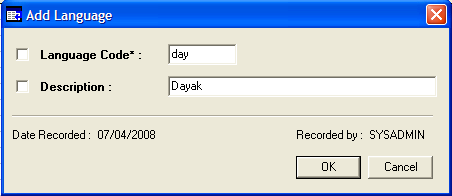 Add Language
Language Code* : day
Description : Dayak
Date Recorded : 07/04/2008 Recorded by : SYSADMIN
OK Cancel